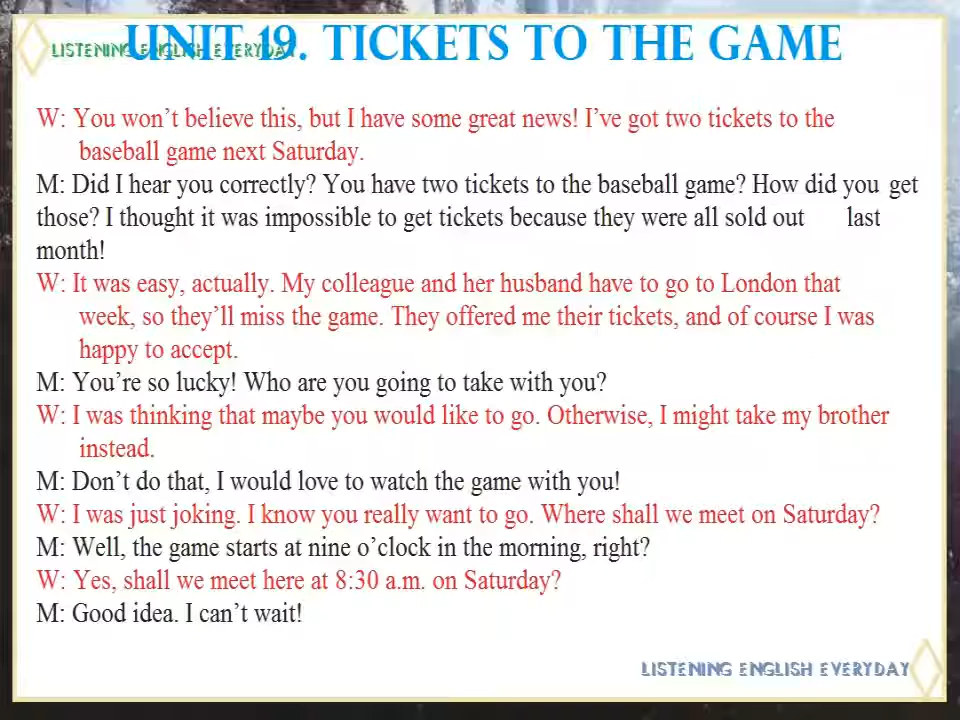 UNIT 19. TICKETS TO THE GAME
LISTENING ENGLISH EVERYDAY
W: You won’t believe this, but I have some great news! I’ve got two tickets to the
baseball game next Saturday.
M: Did I hear you correctly? You have two tickets to the baseball game? How did you get
those? I thought it was impossible to get tickets because they were all sold out last
month!
W: It was easy, actually. My colleague and her husband have to go to London that
week, so they’ll miss the game. They offered me their tickets, and of course I was
happy to accept.
M: You’re so lucky! Who are you going to take with you?
W: I was thinking that maybe you would like to go. Otherwise, I might take my brother
instead.
M: Don’t do that, I would love to watch the game with you!
W: I was just joking. I know you really want to go. Where shall we meet on Saturday?
M: Well, the game starts at nine o’clock in the morning, right?
W: Yes, shall we meet here at 8:30 a.m. on Saturday?
M: Good idea. I can’t wait!
LISTENING ENGLISH EVERYDAY